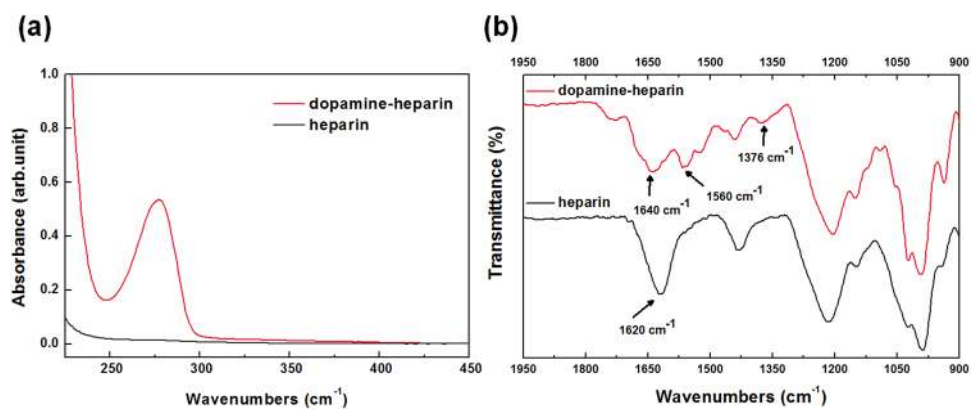 (a)
1.0
0.8
0.6
0.4
0.2
0.0
Absorbance (arb.unit)
dopamine-heparin
heparin
250 300 350 400 450
Wavenumbers (cm⁻¹)
(b)
1950 1800 1650 1500 1350 1200 1050 900
Transmittance (%)
dopamine-heparin
1376 cm⁻¹
1640 cm⁻¹
1560 cm⁻¹
heparin
1620 cm⁻¹
1950 1800 1650 1500 1350 1200 1050 900
Wavenumbers (cm⁻¹)